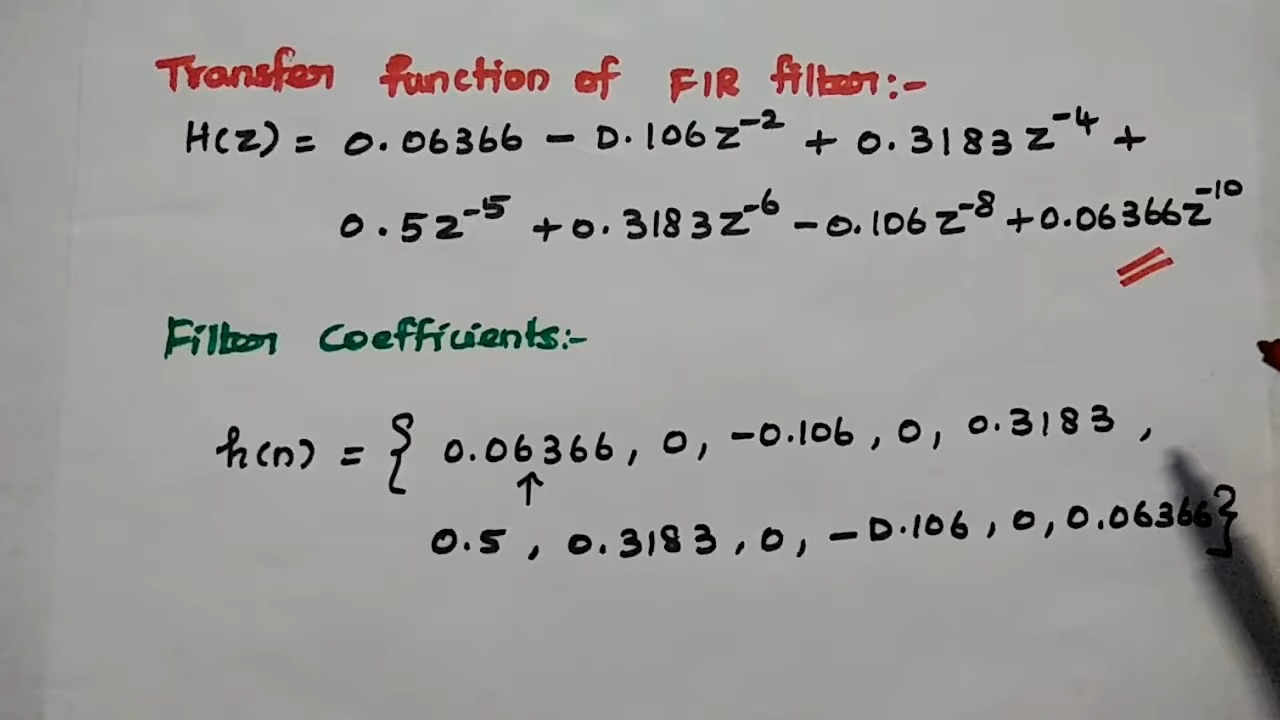 Transfer function of FIR filter:-
H(z) = 0.06366 - 0.106z⁻² + 0.3183z⁻⁴ +
0.5z⁻⁵ + 0.3183z⁻⁶ - 0.106z⁻⁸ + 0.06366z⁻¹⁰
Filter Coefficients:-
h(n) = { 0.06366, 0, -0.106, 0, 0.3183,
↑
0.5, 0.3183, 0, -0.106, 0, 0.06366}